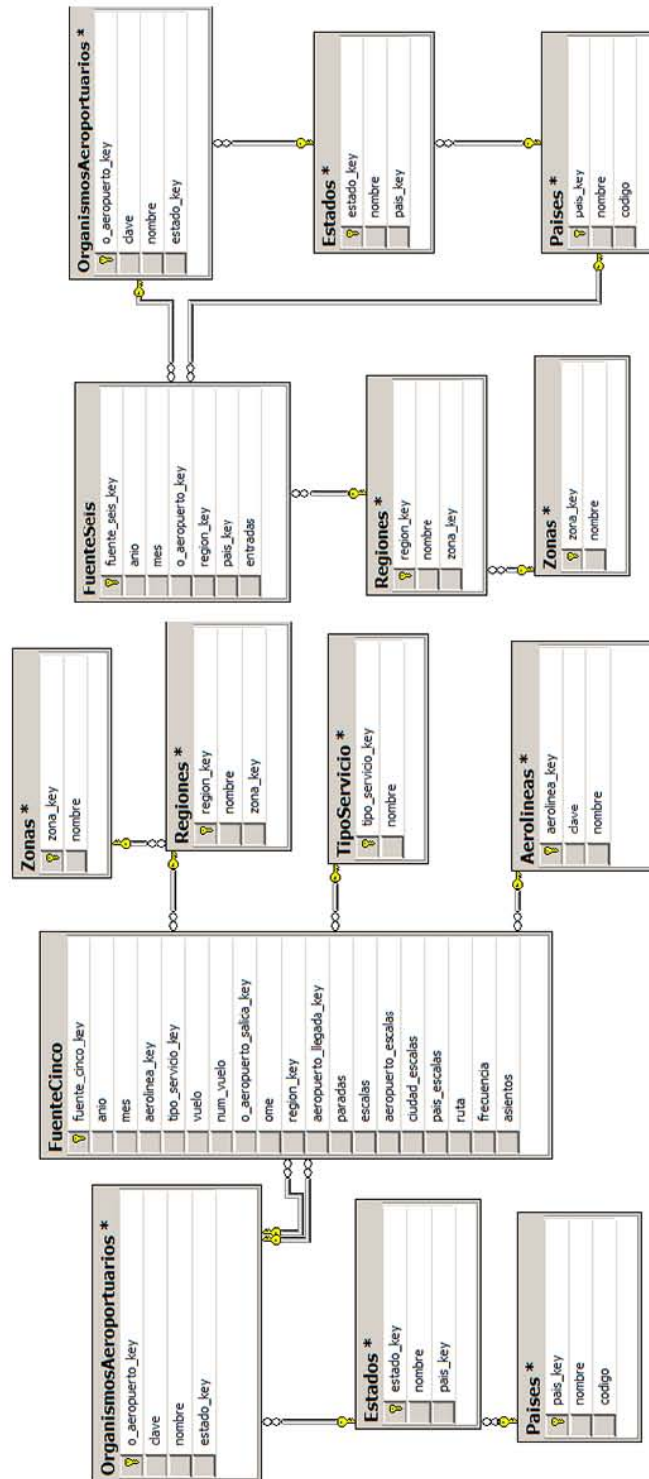 OrganismosAeroportuarios *
o_aeropuerto_key
clave
nombre
estado_key
FuenteCinco
fuente_cinco_key
anio
mes
aerolinea_key
tipo_servicio_key
vuelo
num_vuelo
o_aeropuerto_salica_key
ome
region_key
aeropuerto_llegada_key
paradas
escalas
aeropuerto_escalas
ciudad_escalas
pais_escalas
ruta
frecuencia
asientos
Zonas *
zona_key
nombre
Regiones *
region_key
nombre
zona_key
Estados *
estado_key
nombre
pais_key
TipoServicio *
tipo_servicio_key
nombre
Paises *
pais_key
nombre
codigo
Aerolineas *
aerolinea_key
clave
nombre
FuenteSeis
fuente_seis_key
anio
mes
o_aeropuerto_key
region_key
pais_key
entradas
OrganismosAeroportuarios *
o_aeropuerto_key
clave
nombre
estado_key
Regiones *
region_key
nombre
zona_key
Estados *
estado_key
nombre
pais_key
Zonas *
zona_key
nombre
Paises *
pais_key
nombre
codigo